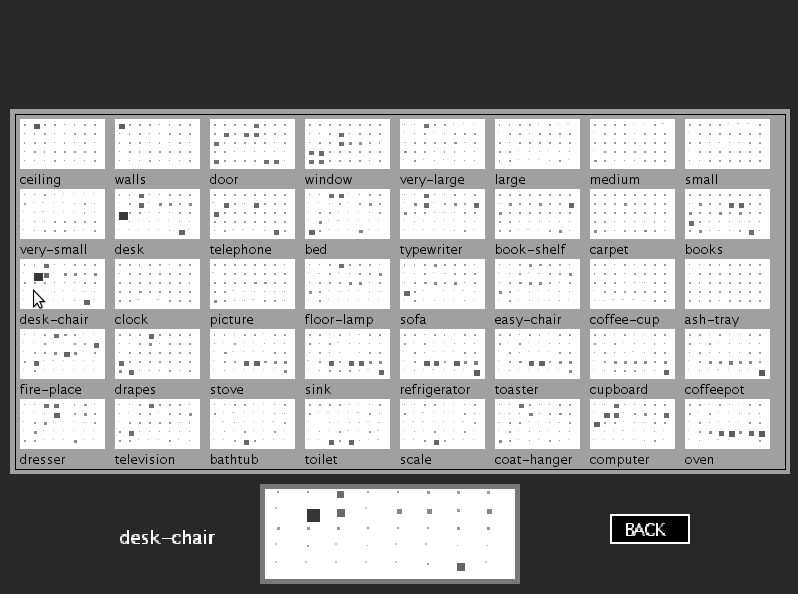 ceiling walls door window very-large large medium small
very-small desk telephone bed typewriter book-shelf carpet books
desk-chair clock picture floor-lamp sofa easy-chair coffee-cup ash-tray
fire-place drapes stove sink refrigerator toaster cupboard coffeepot
dresser television bathtub toilet scale coat-hanger computer oven
desk-chair BACK